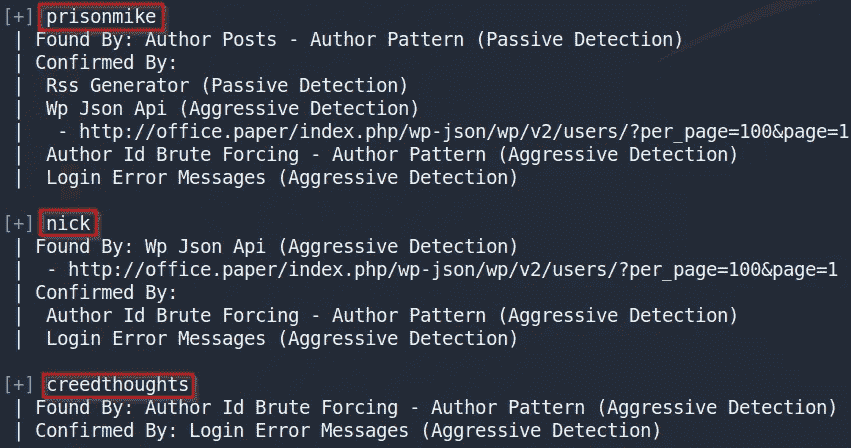 [+] prisonmike
| Found By: Author Posts - Author Pattern (Passive Detection)
| Confirmed By:
|  Rss Generator (Passive Detection)
|  Wp Json Api (Aggressive Detection)
|   - http://office.paper/index.php/wp-json/wp/v2/users/?per_page=100&page=1
|  Author Id Brute Forcing - Author Pattern (Aggressive Detection)
|  Login Error Messages (Aggressive Detection)
[+] nick
| Found By: Wp Json Api (Aggressive Detection)
|  - http://office.paper/index.php/wp-json/wp/v2/users/?per_page=100&page=1
| Confirmed By:
|  Author Id Brute Forcing - Author Pattern (Aggressive Detection)
|  Login Error Messages (Aggressive Detection)
[+] creedthoughts
| Found By: Author Id Brute Forcing - Author Pattern (Aggressive Detection)
| Confirmed By: Login Error Messages (Aggressive Detection)